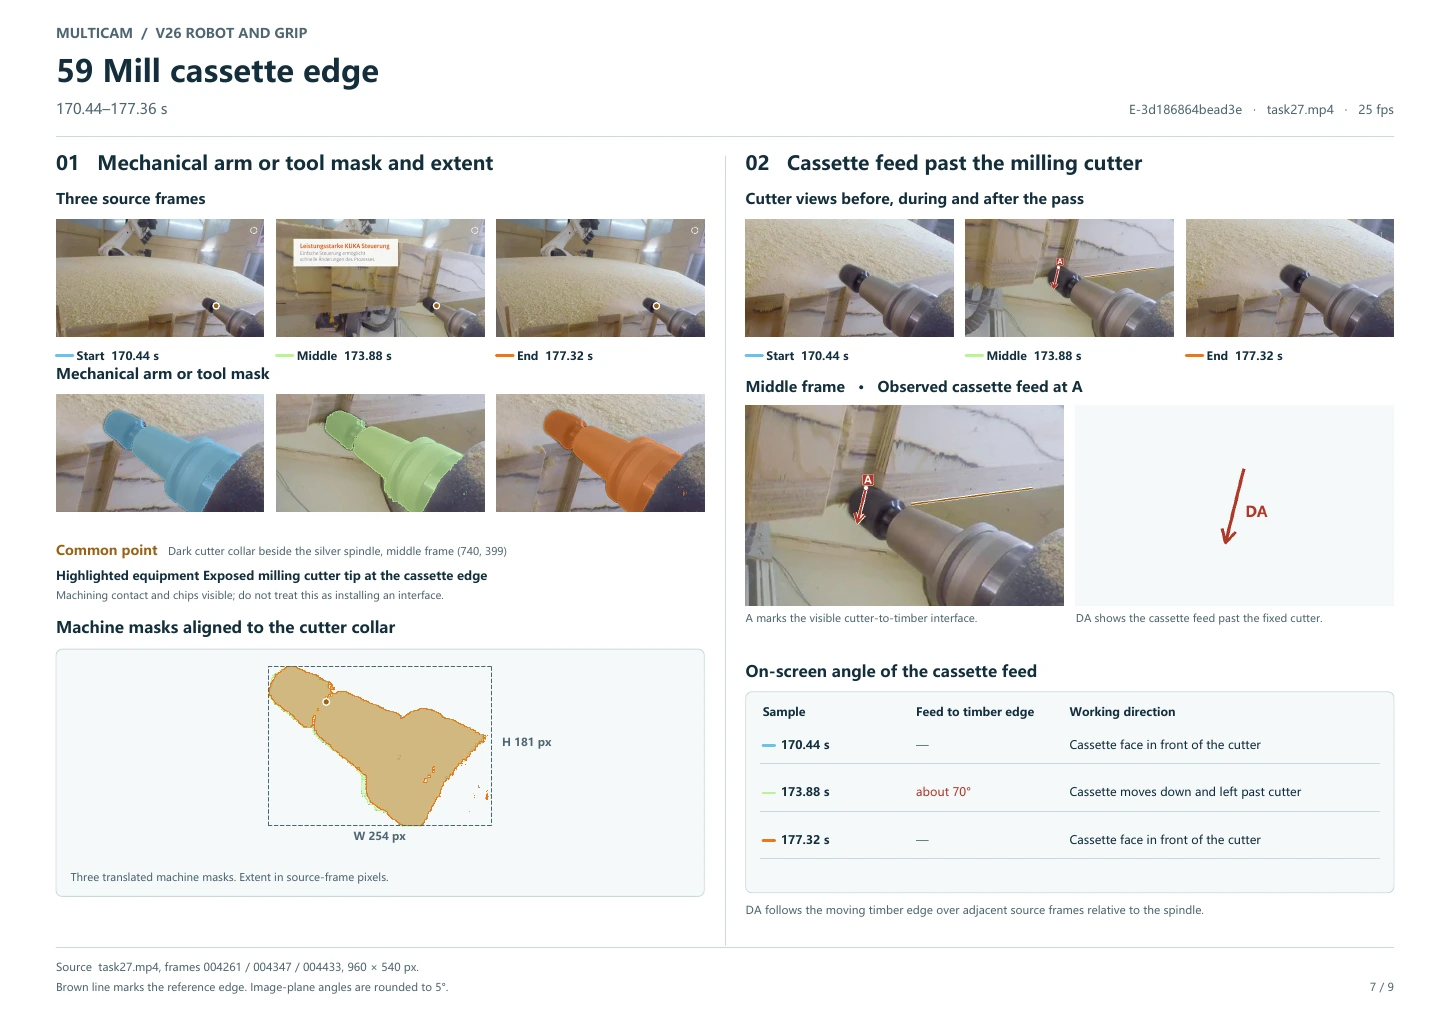 MULTICAM / V26 ROBOT AND GRIP
59 Mill cassette edge
170.44–177.36 s
E-3d186864bead3e · task27.mp4 · 25 fps
01 Mechanical arm or tool mask and extent
Three source frames
Leistungsstarke KUKA Steuerung
Einfache Steuerung ermöglicht
schnelle Änderungen des Prozesses
Start 170.44 s
Middle 173.88 s
End 177.32 s
Mechanical arm or tool mask
Common point Dark cutter collar beside the silver spindle, middle frame (740, 399)
Highlighted equipment Exposed milling cutter tip at the cassette edge
Machining contact and chips visible; do not treat this as installing an interface.
Machine masks aligned to the cutter collar
H 181 px
W 254 px
Three translated machine masks. Extent in source-frame pixels.
02 Cassette feed past the milling cutter
Cutter views before, during and after the pass
A
Start 170.44 s
Middle 173.88 s
End 177.32 s
Middle frame • Observed cassette feed at A
A
DA
A marks the visible cutter-to-timber interface.
DA shows the cassette feed past the fixed cutter.
On-screen angle of the cassette feed
Sample Feed to timber edge Working direction
170.44 s — Cassette face in front of the cutter
173.88 s about 70° Cassette moves down and left past cutter
177.32 s — Cassette face in front of the cutter
DA follows the moving timber edge over adjacent source frames relative to the spindle.
Source task27.mp4, frames 004261 / 004347 / 004433, 960 × 540 px.
Brown line marks the reference edge. Image-plane angles are rounded to 5°.
7 / 9